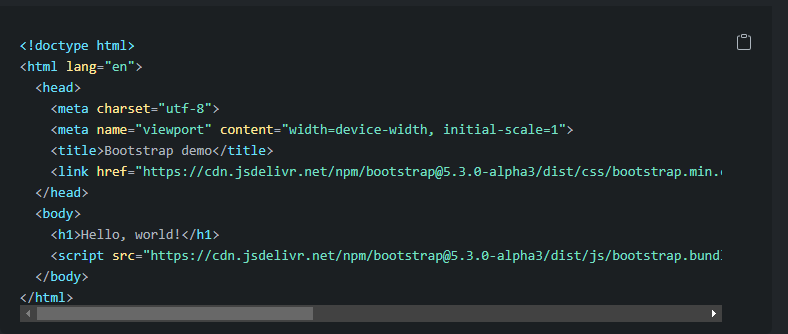 <!doctype html>
<html lang="en">
<head>
<meta charset="utf-8">
<meta name="viewport" content="width=device-width, initial-scale=1">
<title>Bootstrap demo</title>
<link href="https://cdn.jsdelivr.net/npm/bootstrap@5.3.0-alpha3/dist/css/bootstrap.min.
</head>
<body>
<h1>Hello, world!</h1>
<script src="https://cdn.jsdelivr.net/npm/bootstrap@5.3.0-alpha3/dist/js/bootstrap.bund
</body>
</html>